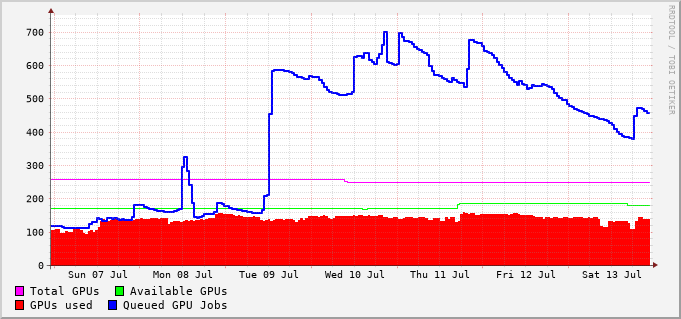 700
600
500
400
300
200
100
0
Sun 07 Jul Mon 08 Jul Tue 09 Jul Wed 10 Jul Thu 11 Jul Fri 12 Jul Sat 13 Jul
Total GPUs Available GPUs
GPUs used Queued GPU Jobs
RRDTOOL / TOBI OETIKER